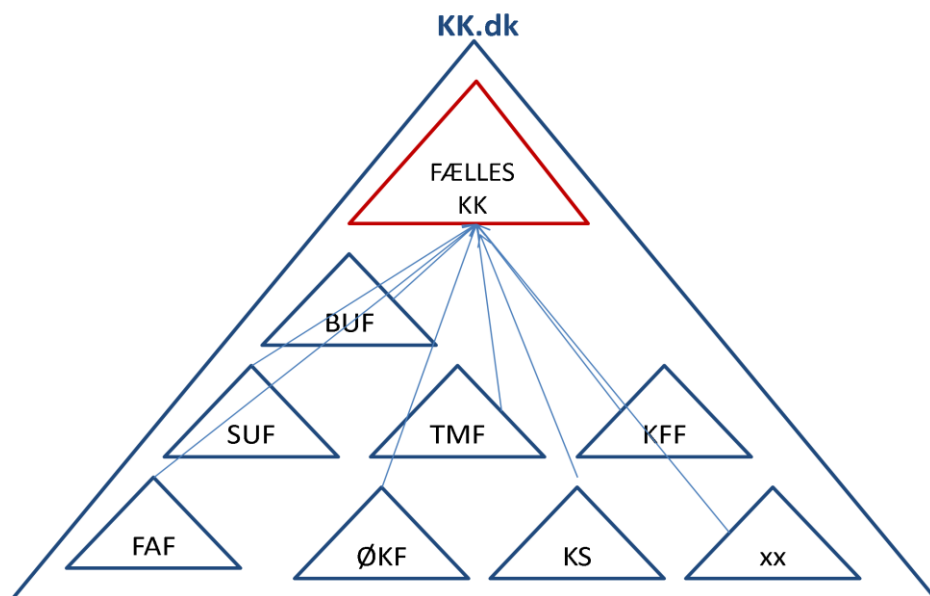 KK.dk
FÆLLES
KK
BUF
SUF
TMF
KFF
FAF
ØKF
KS
xx